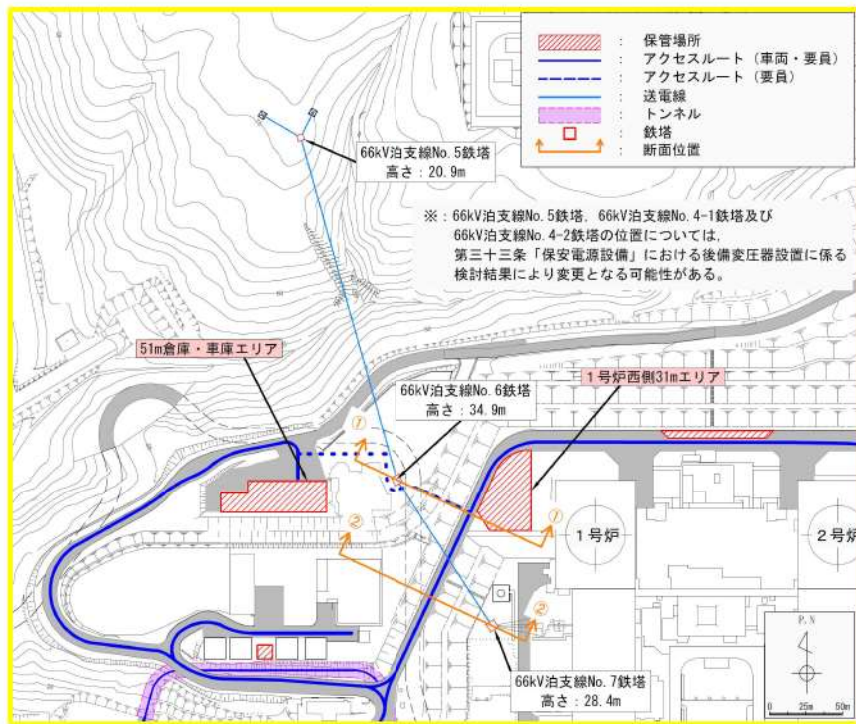 ： 保管場所
： アクセスルート（車両・要員）
： アクセスルート（要員）
： 送電線
： トンネル
： 鉄塔
： 断面位置
66kV泊支線No.5鉄塔
高さ：20.9m
※：66kV泊支線No.5鉄塔，66kV泊支線No.4-1鉄塔及び
66kV泊支線No.4-2鉄塔の位置については，
第三十三条「保安電源設備」における後備変圧器設置に係る
検討結果により変更となる可能性がある。
51m倉庫・車庫エリア
66kV泊支線No.6鉄塔
高さ：34.9m
1号炉西側31mエリア
①
①
②
②
1号炉
2号炉
66kV泊支線No.7鉄塔
高さ：28.4m
P.N
0 25m 50m